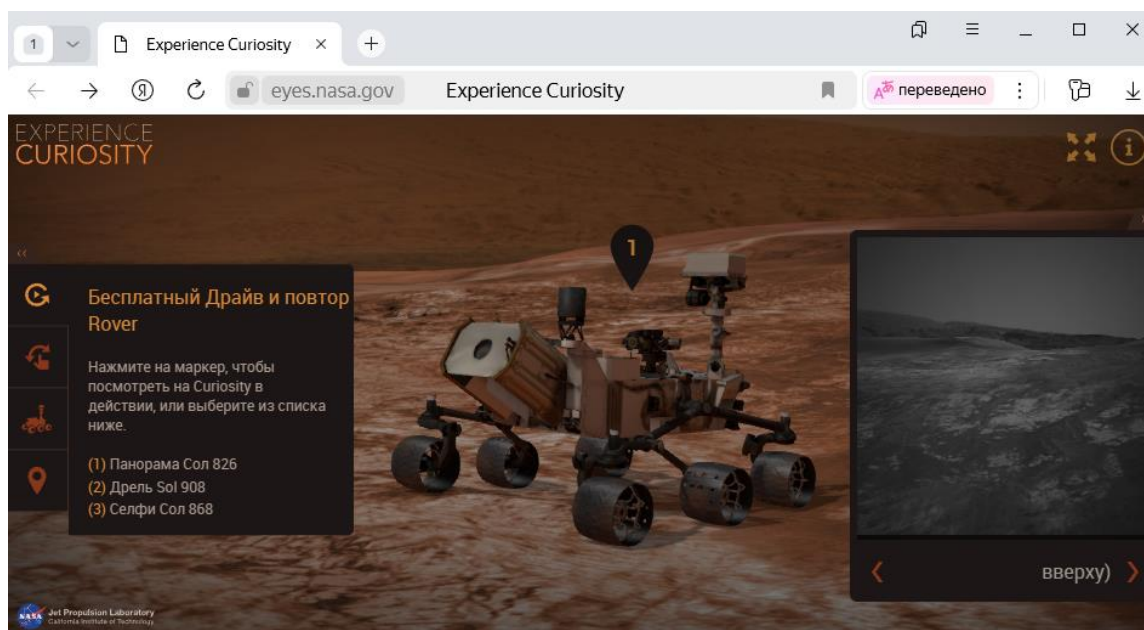 1
Experience Curiosity
eyes.nasa.gov
Experience Curiosity
переведено
EXPERIENCE
CURIOSITY
1
Бесплатный Драйв и повтор
Rover
Нажмите на маркер, чтобы
посмотреть на Curiosity в
действии, или выберите из списка
ниже.
(1) Панорама Сол 826
(2) Дрель Sol 908
(3) Селфи Сол 868
вверху)
NASA
Jet Propulsion Laboratory
California Institute of Technology